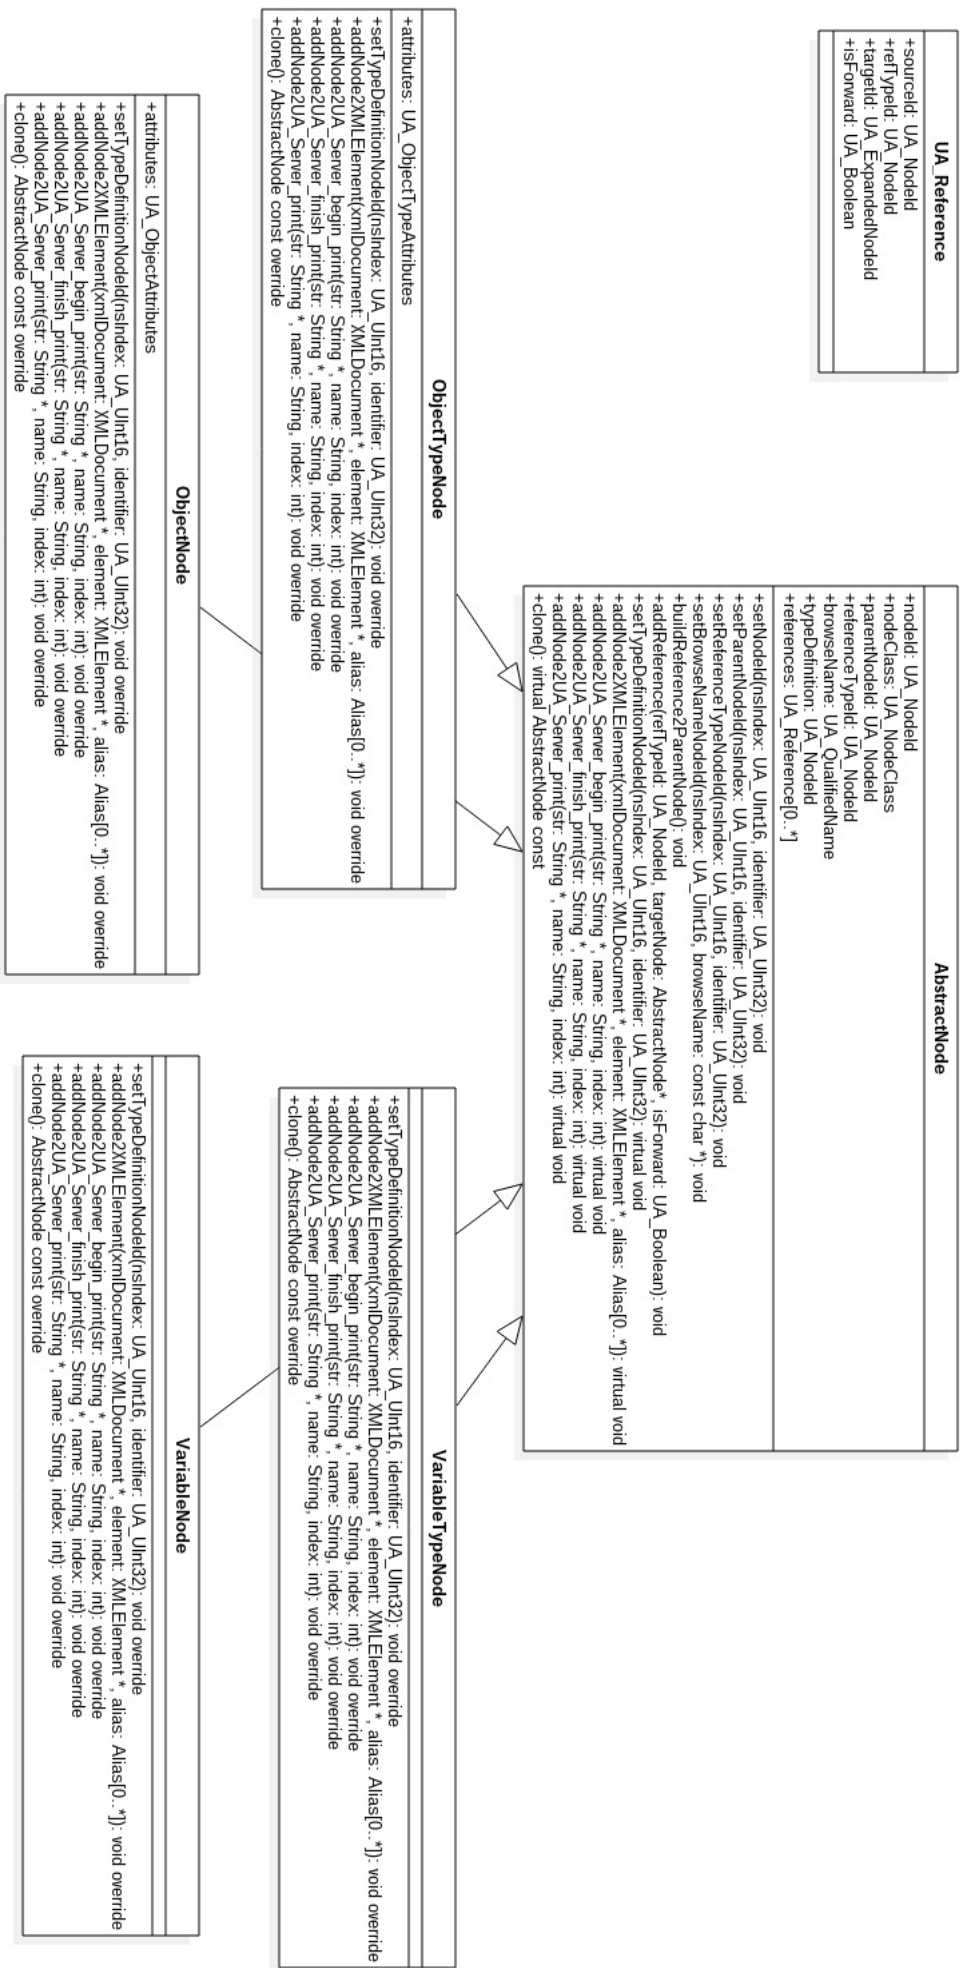 UA_Reference
+sourceId: UA_NodeId
+refTypeId: UA_NodeId
+targetId: UA_ExpandedNodeId
+isForward: UA_Boolean
AbstractNode
+nodeId: UA_NodeId
+nodeClass: UA_NodeClass
+parentNodeId: UA_NodeId
+referenceTypeId: UA_NodeId
+browseName: UA_QualifiedName
+typeDefinition: UA_NodeId
+references: UA_Reference[0..*]
+setNodeId(nsIndex: UA_UInt16, identifier: UA_UInt32): void
+setParentNodeId(nsIndex: UA_UInt16, identifier: UA_UInt32): void
+setReferenceTypeNodeId(nsIndex: UA_UInt16, identifier: UA_UInt32): void
+setBrowseNameNodeId(nsIndex: UA_UInt16, browseName: const char *): void
+buildReference2ParentNode(): void
+addReference(refTypeId: UA_NodeId, targetNode: AbstractNode*, isForward: UA_Boolean): void
+setTypeDefinitionNodeId(nsIndex: UA_UInt16, identifier: UA_UInt32): virtual void
+addNode2XMLElement(xmlDocument: XMLDocument *, element: XMLElement *, alias: Alias[0..*]): virtual void
+addNode2UA_Server_begin_print(str: String *, name: String, index: int): virtual void
+addNode2UA_Server_finish_print(str: String *, name: String, index: int): virtual void
+addNode2UA_Server_print(str: String *, name: String, index: int): virtual void
+clone(): virtual AbstractNode const
ObjectTypeNode
+attributes: UA_ObjectTypeAttributes
+setTypeDefinitionNodeId(nsIndex: UA_UInt16, identifier: UA_UInt32): void override
+addNode2XMLElement(xmlDocument: XMLDocument *, element: XMLElement *, alias: Alias[0..*]): void override
+addNode2UA_Server_begin_print(str: String *, name: String, index: int): void override
+addNode2UA_Server_finish_print(str: String *, name: String, index: int): void override
+addNode2UA_Server_print(str: String *, name: String, index: int): void override
+clone(): AbstractNode const override
VariableTypeNode
+setTypeDefinitionNodeId(nsIndex: UA_UInt16, identifier: UA_UInt32): void override
+addNode2XMLElement(xmlDocument: XMLDocument *, element: XMLElement *, alias: Alias[0..*]): void override
+addNode2UA_Server_begin_print(str: String *, name: String, index: int): void override
+addNode2UA_Server_finish_print(str: String *, name: String, index: int): void override
+addNode2UA_Server_print(str: String *, name: String, index: int): void override
+clone(): AbstractNode const override
ObjectNode
+attributes: UA_ObjectAttributes
+setTypeDefinitionNodeId(nsIndex: UA_UInt16, identifier: UA_UInt32): void override
+addNode2XMLElement(xmlDocument: XMLDocument *, element: XMLElement *, alias: Alias[0..*]): void override
+addNode2UA_Server_begin_print(str: String *, name: String, index: int): void override
+addNode2UA_Server_finish_print(str: String *, name: String, index: int): void override
+addNode2UA_Server_print(str: String *, name: String, index: int): void override
+clone(): AbstractNode const override
VariableNode
+setTypeDefinitionNodeId(nsIndex: UA_UInt16, identifier: UA_UInt32): void override
+addNode2XMLElement(xmlDocument: XMLDocument *, element: XMLElement *, alias: Alias[0..*]): void override
+addNode2UA_Server_begin_print(str: String *, name: String, index: int): void override
+addNode2UA_Server_finish_print(str: String *, name: String, index: int): void override
+addNode2UA_Server_print(str: String *, name: String, index: int): void override
+clone(): AbstractNode const override